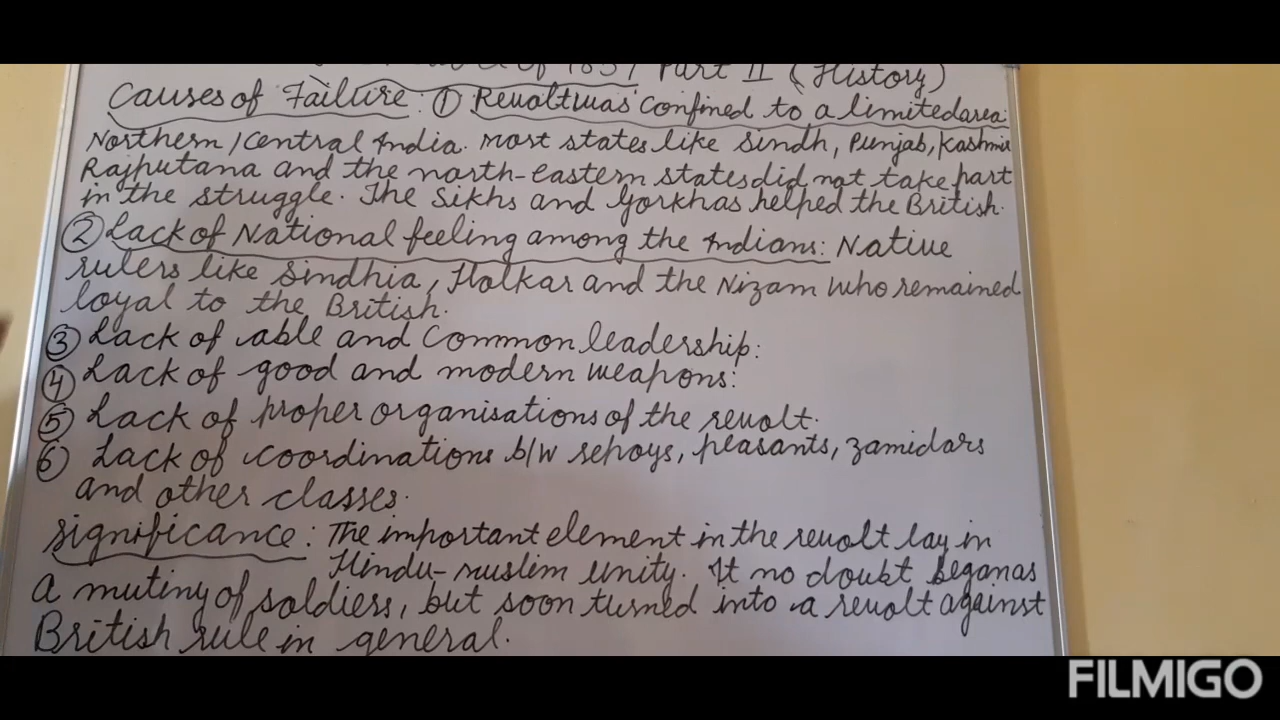 of 1857 Part II (History)
Causes of Failure: ① Revolt was confined to a limited area:
Northern/Central India. most states like Sindh, Punjab, Kashmir
Rajputana and the north-eastern states did not take part
in the struggle. The Sikhs and Gorkhas helped the British.
② Lack of National feeling among the Indians: Native
rulers like Sindhia, Holkar and the Nizam who remained
loyal to the British.
③ Lack of able and Common leadership:
④ Lack of good and modern weapons:
⑤ Lack of proper organisations of the revolt.
⑥ Lack of coordinations b/w sepoys, peasants, zamidars
and other classes.
Significance: The important element in the revolt lay in
Hindu-muslim Unity. It no doubt began as
a mutiny of soldiers, but soon turned into a revolt against
British rule in general.
FILMIGO